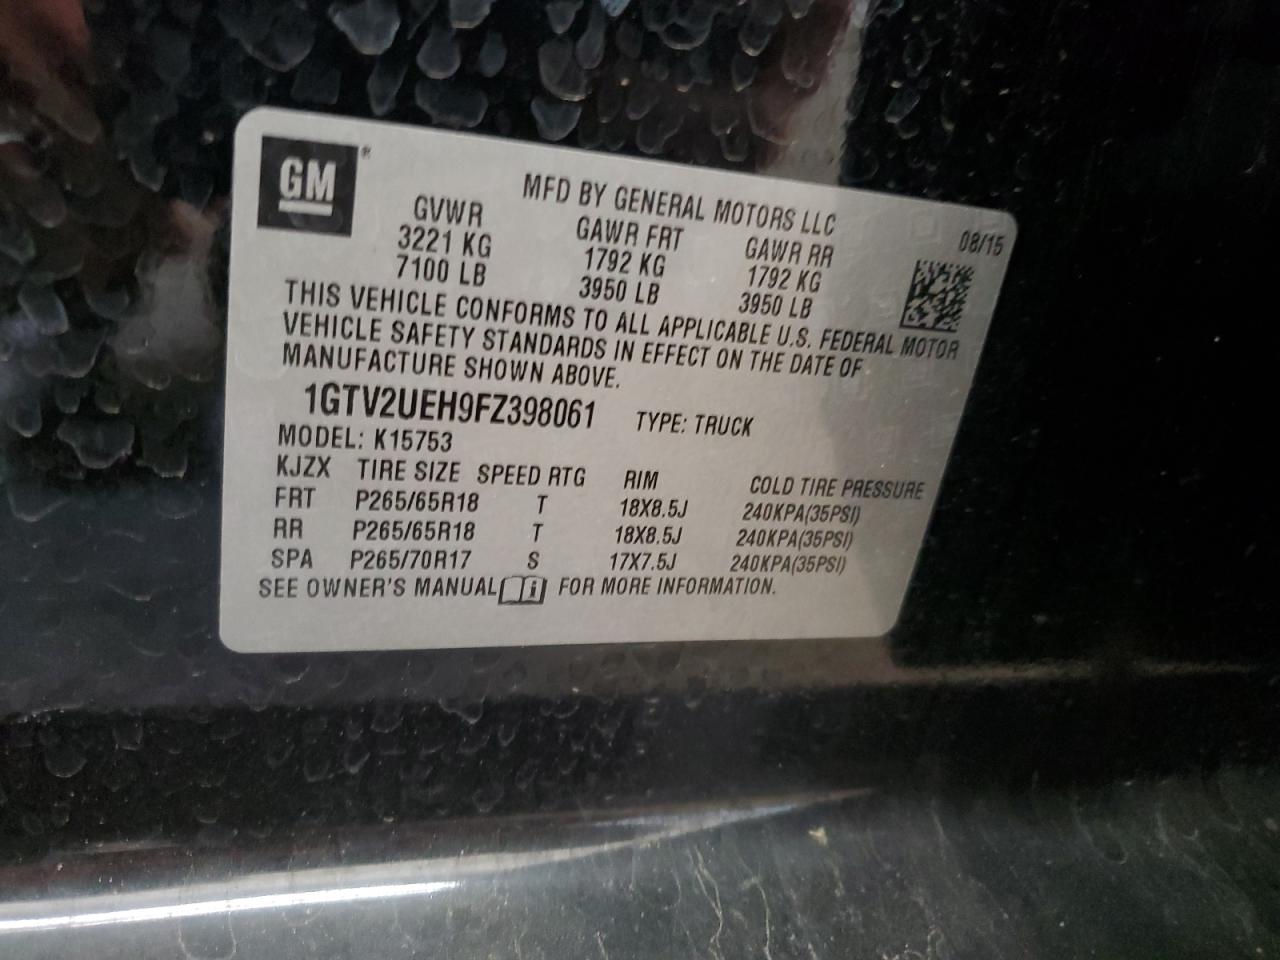 GM®
MFD BY GENERAL MOTORS LLC
08/15
GVWR GAWR FRT GAWR RR
3221 KG 1792 KG 1792 KG
7100 LB 3950 LB 3950 LB
THIS VEHICLE CONFORMS TO ALL APPLICABLE U.S. FEDERAL MOTOR
VEHICLE SAFETY STANDARDS IN EFFECT ON THE DATE OF
MANUFACTURE SHOWN ABOVE.
1GTV2UEH9FZ398061 TYPE: TRUCK
MODEL: K15753
KJZX TIRE SIZE SPEED RTG RIM COLD TIRE PRESSURE
FRT P265/65R18 T 18X8.5J 240KPA(35PSI)
RR P265/65R18 T 18X8.5J 240KPA(35PSI)
SPA P265/70R17 S 17X7.5J 240KPA(35PSI)
SEE OWNER'S MANUAL i FOR MORE INFORMATION.